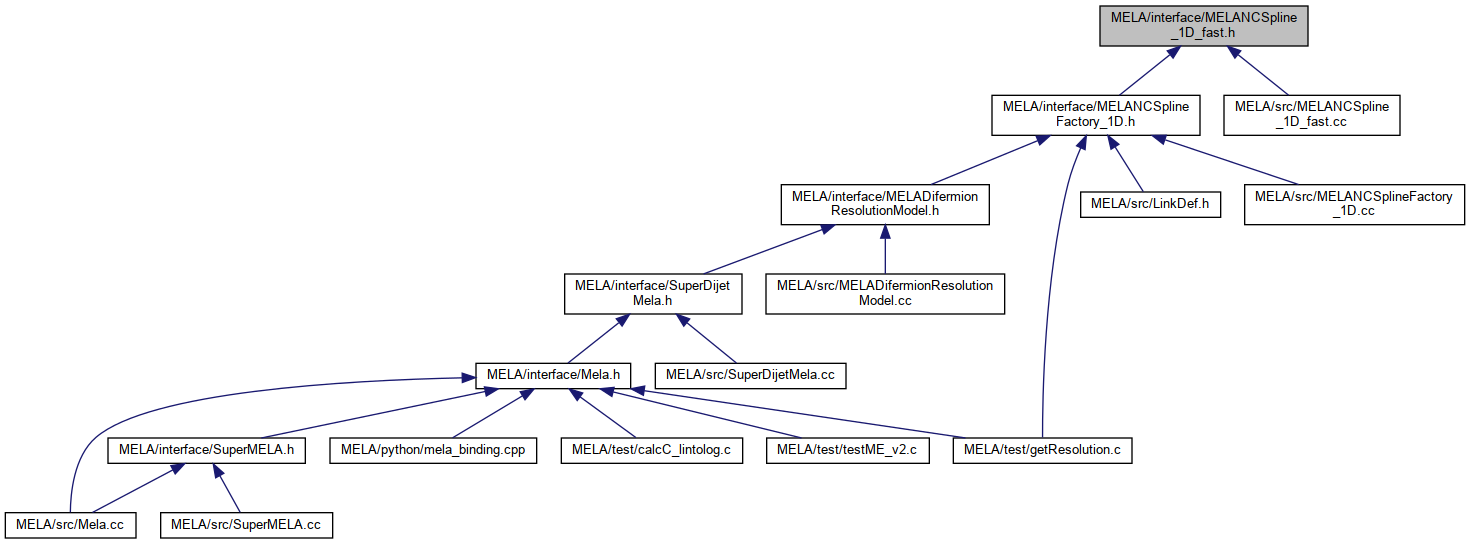 MELA/interface/MELANCSpline
_1D_fast.h
MELA/interface/MELANCSpline
Factory_1D.h
MELA/src/MELANCSpline
_1D_fast.cc
MELA/interface/MELADifermion
ResolutionModel.h
MELA/src/LinkDef.h
MELA/src/MELANCSplineFactory
_1D.cc
MELA/interface/SuperDijet
Mela.h
MELA/src/MELADifermionResolution
Model.cc
MELA/interface/Mela.h
MELA/src/SuperDijetMela.cc
MELA/interface/SuperMELA.h
MELA/python/mela_binding.cpp
MELA/test/calcC_lintolog.c
MELA/test/testME_v2.c
MELA/test/getResolution.c
MELA/src/Mela.cc
MELA/src/SuperMELA.cc